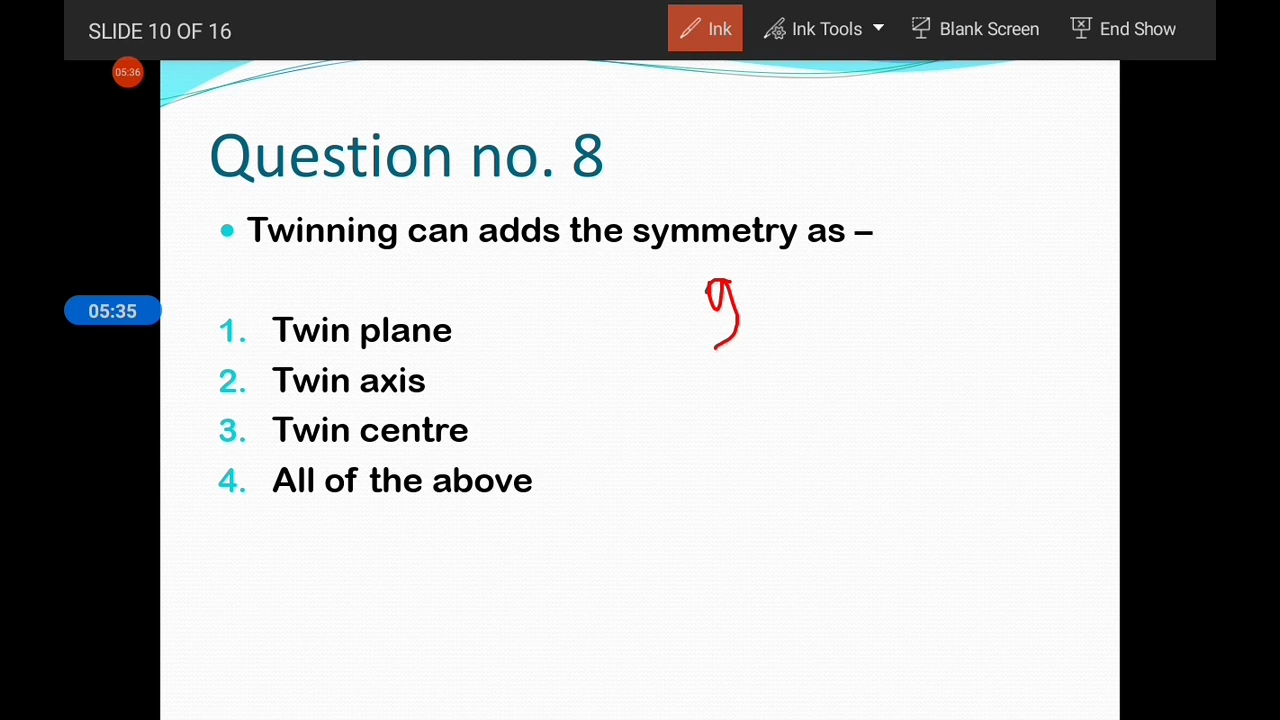 SLIDE 10 OF 16
Ink
Ink Tools
Blank Screen
End Show
05:36
Question no. 8
• Twinning can adds the symmetry as –
05:35
1. Twin plane
2. Twin axis
3. Twin centre
4. All of the above